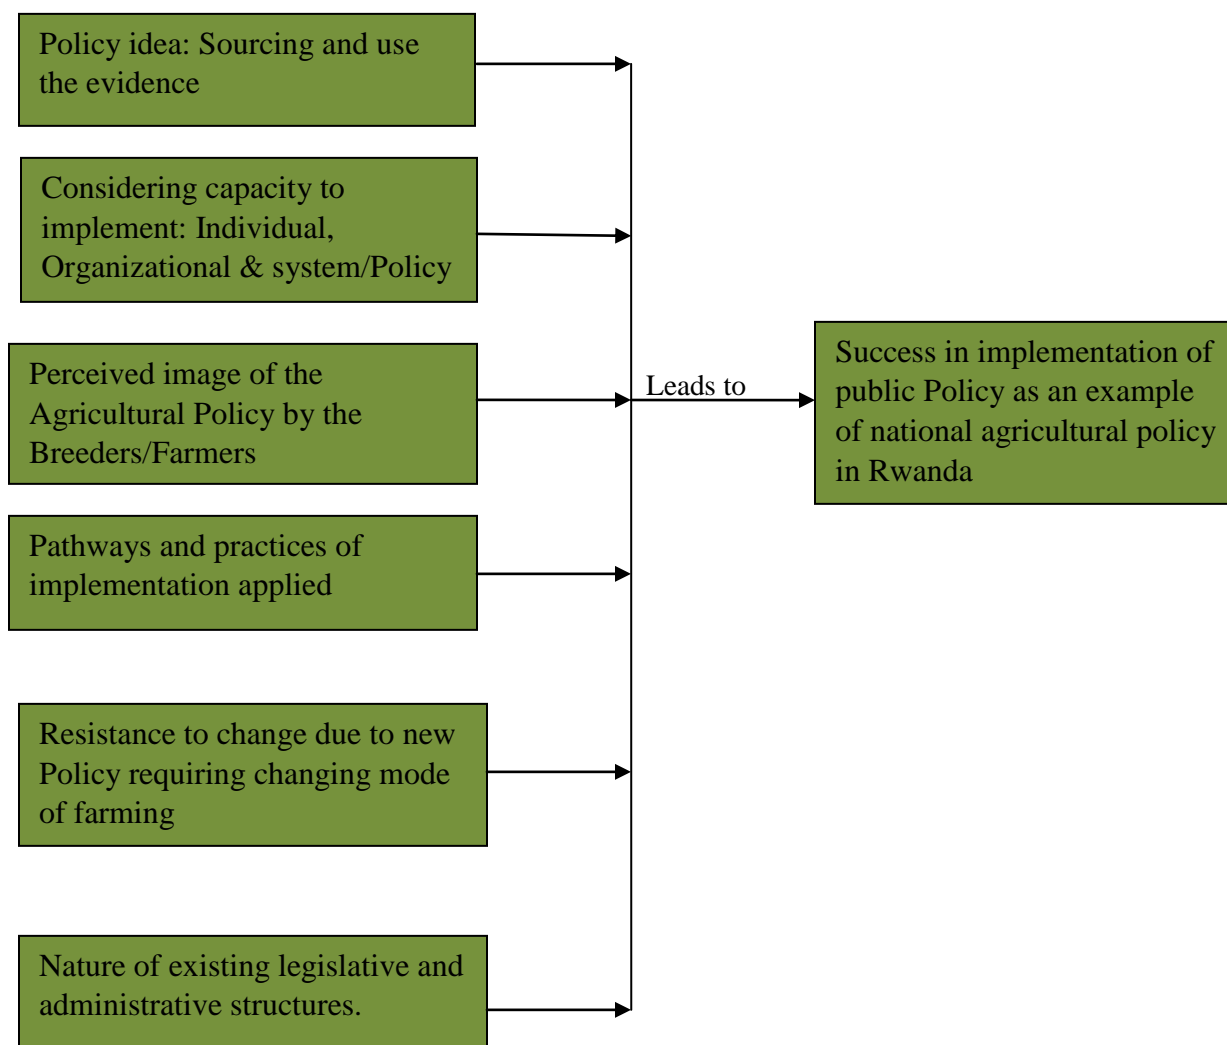 Policy idea: Sourcing and use
the evidence
Considering capacity to
implement: Individual,
Organizational & system/Policy
Perceived image of the
Agricultural Policy by the
Breeders/Farmers
Pathways and practices of
implementation applied
Resistance to change due to new
Policy requiring changing mode
of farming
Nature of existing legislative and
administrative structures.
Leads to
Success in implementation of
public Policy as an example
of national agricultural policy
in Rwanda